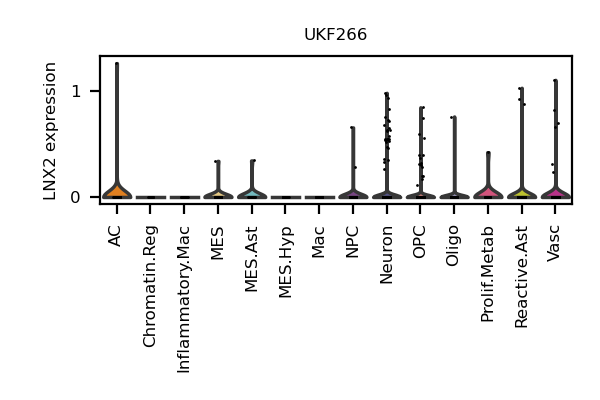 UKF266
LNX2 expression
1
0
AC
Chromatin.Reg
Inflammatory.Mac
MES
MES.Ast
MES.Hyp
Mac
NPC
Neuron
OPC
Oligo
Prolif.Metab
Reactive.Ast
Vasc